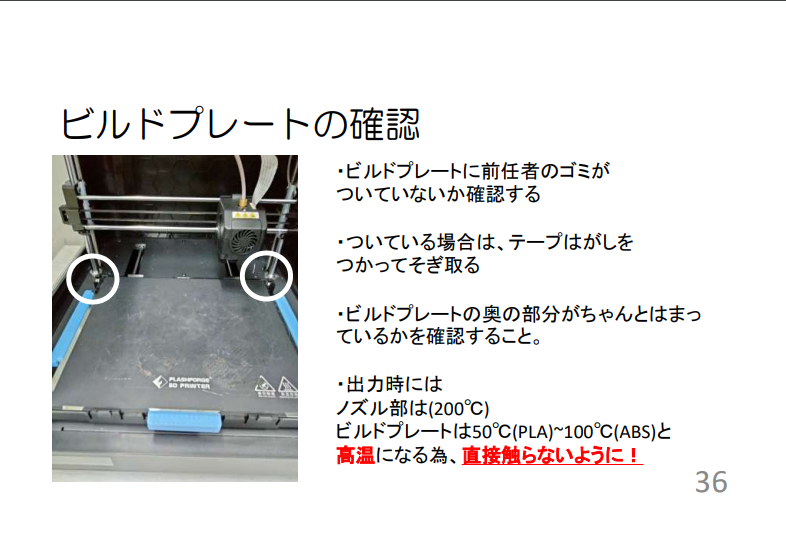 ビルドプレートの確認
・ビルドプレートに前任者のゴミが
ついていないか確認する
・ついている場合は、テープはがしを
つかってそぎ取る
・ビルドプレートの奥の部分がちゃんとはまっ
ているかを確認すること。
・出力時には
ノズル部は(200℃)
ビルドプレートは50℃(PLA)~100℃(ABS)と
高温になる為、直接触らないように！
FLASHFORGE
3D PRINTER
36